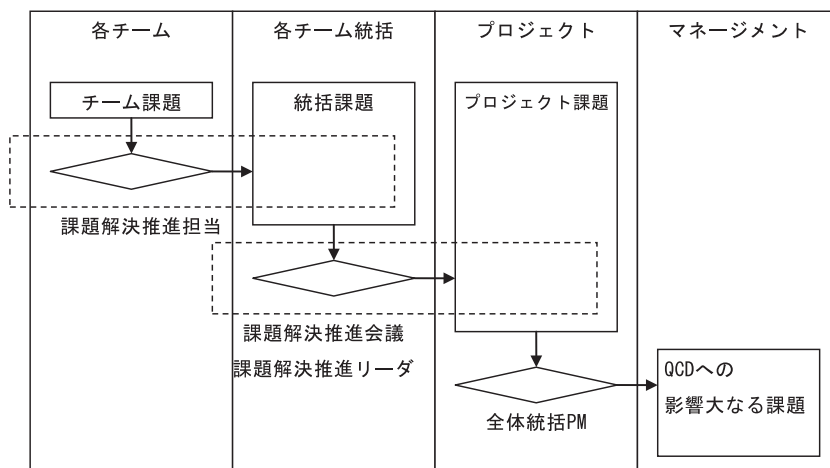 各チーム
各チーム統括
プロジェクト
マネージメント
チーム課題
統括課題
プロジェクト課題
課題解決推進担当
課題解決推進会議
課題解決推進リーダ
全体統括PM
QCDへの
影響大なる課題